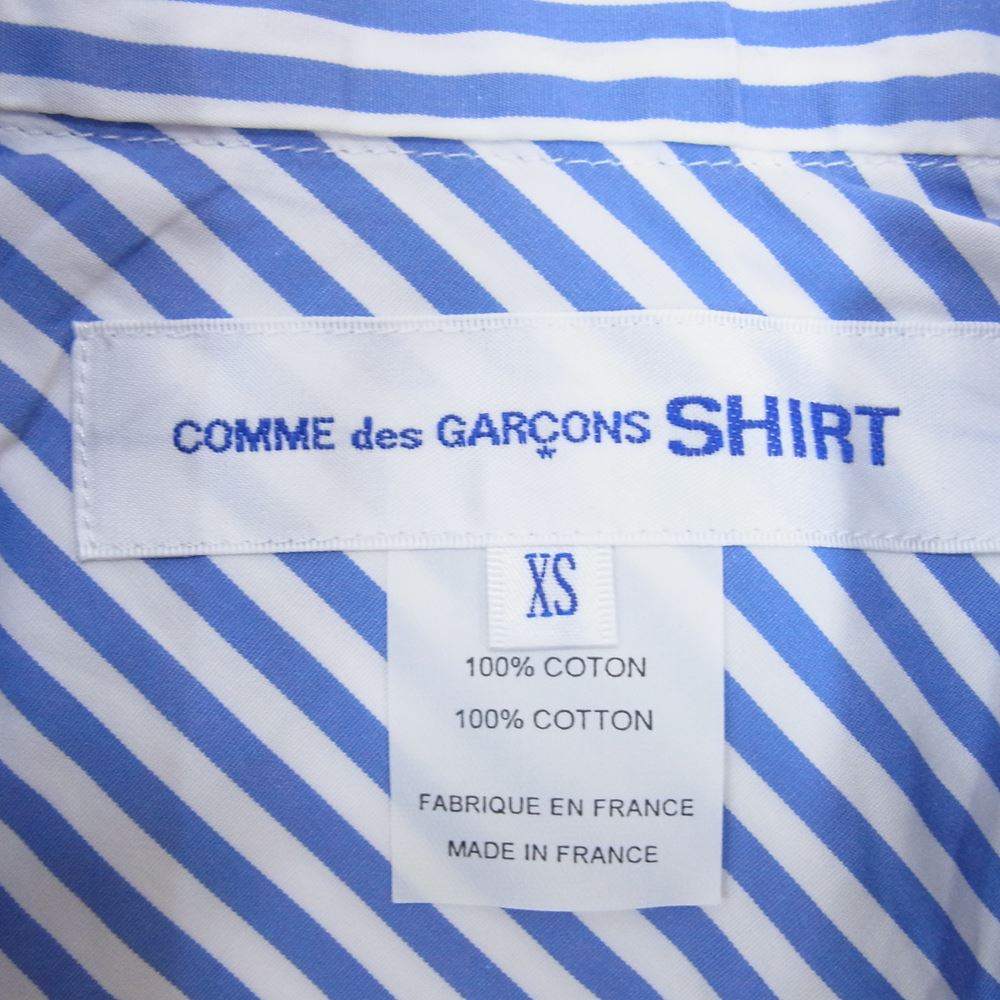 COMME des GARÇONS SHIRT
XS
100% COTON
100% COTTON
FABRIQUE EN FRANCE
MADE IN FRANCE